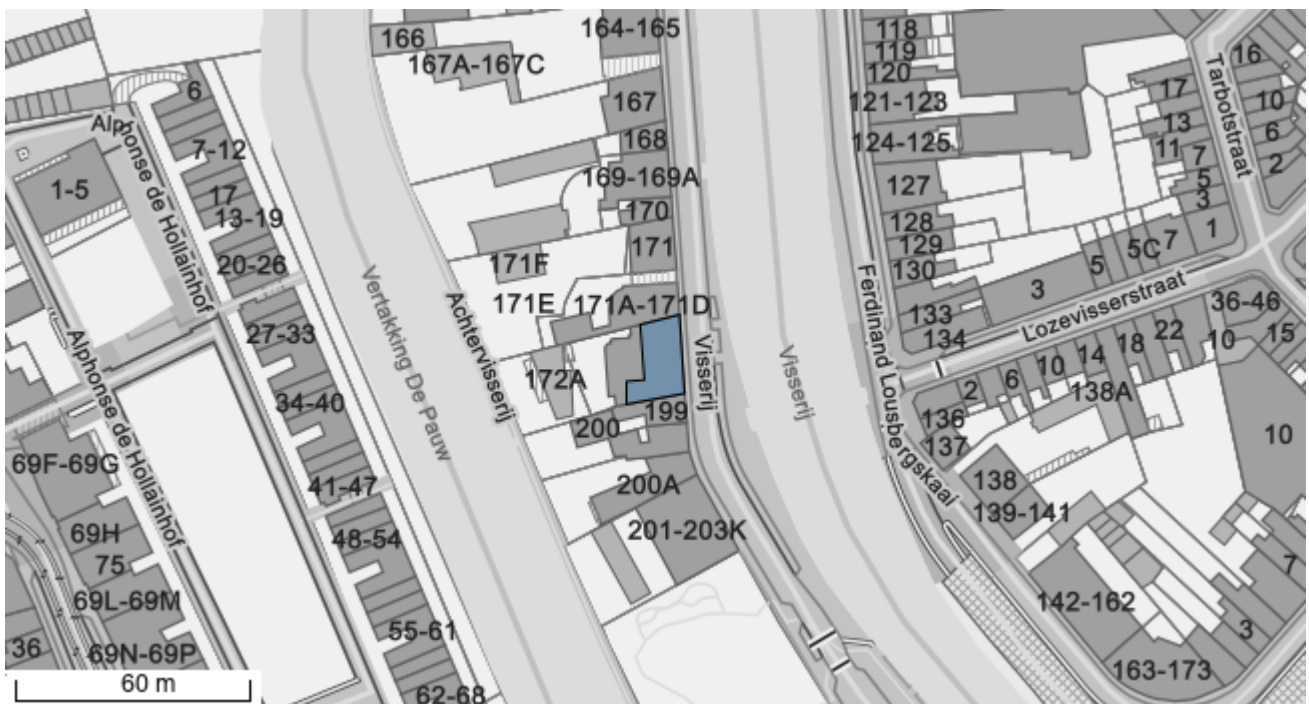 166
164-165
167A-167C
167
168
169-169A
170
171
171F
171E
171A-171D
172A
199
200
200A
201-203K
6
7-12
1-5
17
13-19
20-26
27-33
34-40
41-47
48-54
55-61
62-68
Alphonse de Hollainhof
Alphonse de Hollainhof
69F-69G
69H
75
69L-69M
69N-69P
36
60 m
Vertakking De Pauw
Achtervisserij
Visserij
Visserij
Ferdinand Lousbergskaai
118
119
120
121-123
124-125
127
128
129
130
133
134
3
5
5C
7
1
3
5
7
11
13
17
Tarbotstraat
16
10
6
2
Lozevisserstraat
36-46
15
10
22
18
14
10
6
2
138A
136
137
138
139-141
142-162
163-173
10
7
3